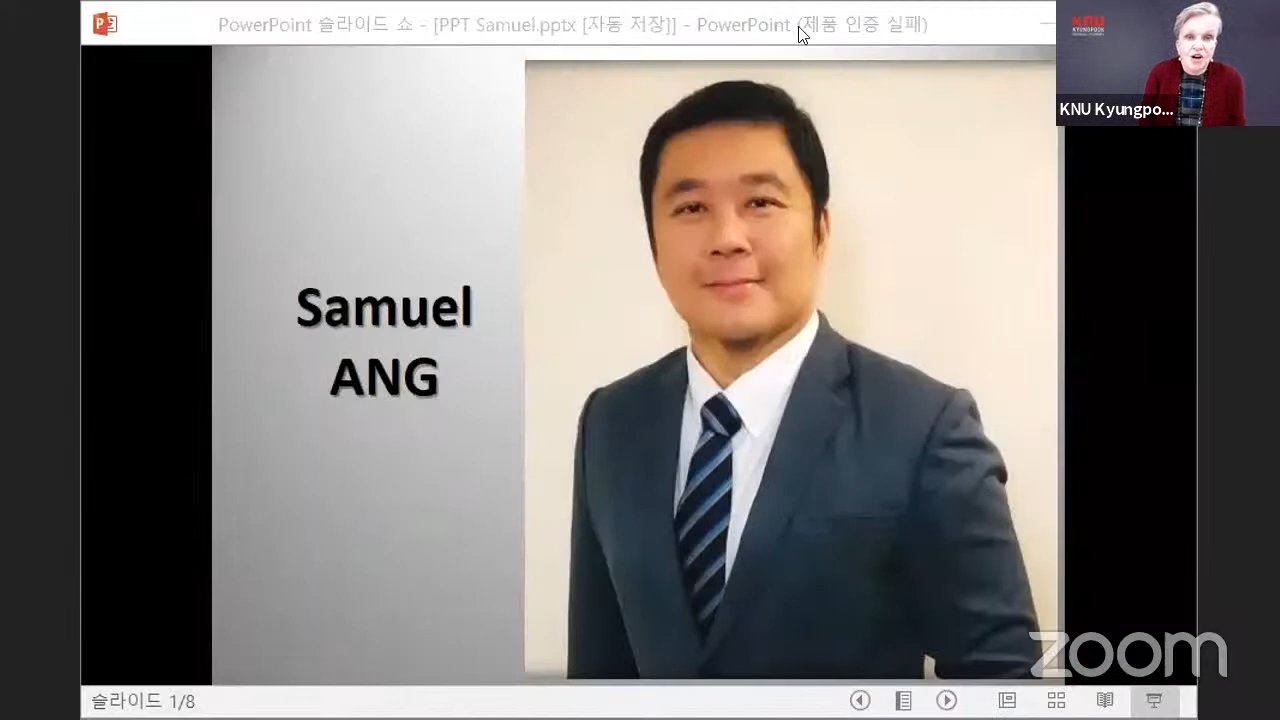 PowerPoint 슬라이드 쇼 - [PPT Samuel.pptx [자동 저장]] - PowerPoint (제품 인증 실패)
KNU
KYUNGPOOK
KNU Kyungpo...
Samuel
ANG
zoom
슬라이드 1/8